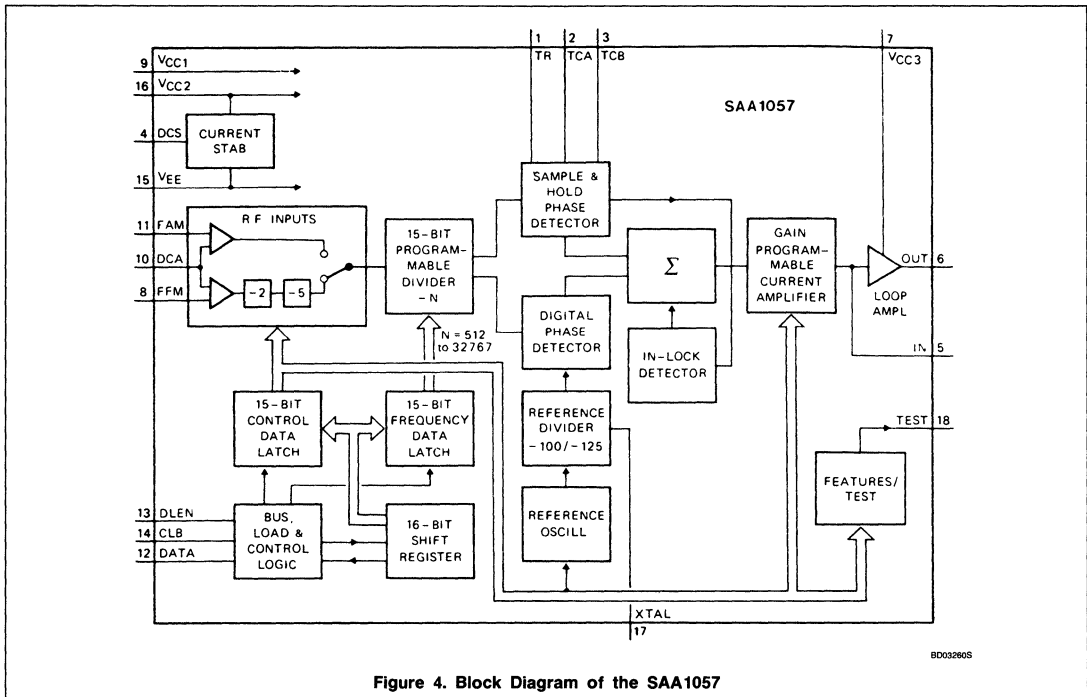 1
2
3
7
TR
TCA
TCB
VCC3
9
VCC1
16
VCC2
SAA1057
4
DCS
CURRENT
STAB
15
VEE
SAMPLE &
HOLD
PHASE
DETECTOR
RF INPUTS
11
FAM
10
DCA
8
FFM
-2
-5
15-BIT
PROGRAM-
MABLE
DIVIDER
-N
Σ
GAIN
PROGRAM-
MABLE
CURRENT
AMPLIFIER
OUT
6
LOOP
AMPL
N = 512
to 32767
DIGITAL
PHASE
DETECTOR
IN-LOCK
DETECTOR
IN
5
15-BIT
CONTROL
DATA
LATCH
15-BIT
FREQUENCY
DATA
LATCH
REFERENCE
DIVIDER
-100/-125
TEST
18
FEATURES/
TEST
13
DLEN
14
CLB
12
DATA
BUS,
LOAD &
CONTROL
LOGIC
16-BIT
SHIFT
REGISTER
REFERENCE
OSCILL
XTAL
17
BD03260S
Figure 4. Block Diagram of the SAA1057